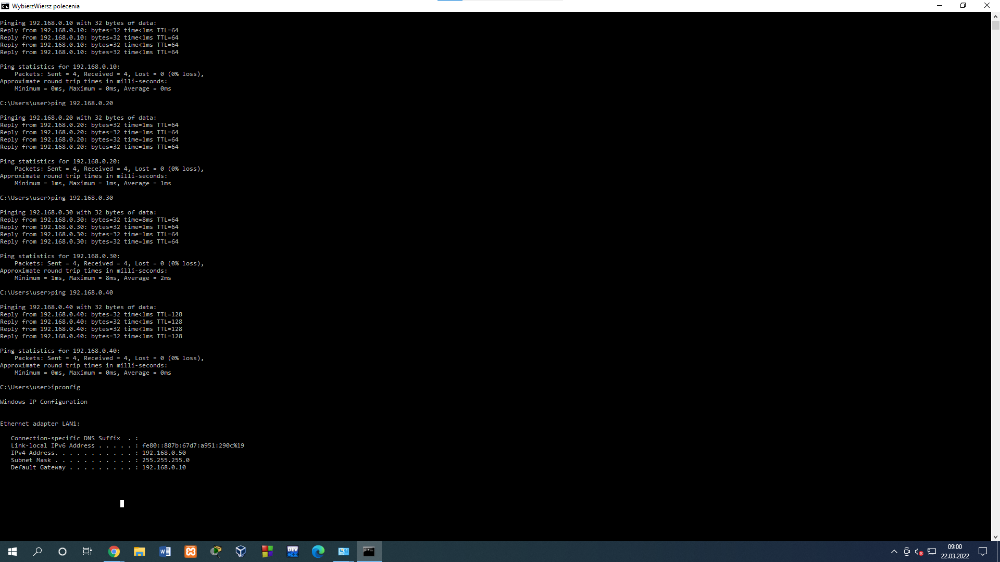 WybierzWiersz polecenia
Pinging 192.168.0.10 with 32 bytes of data:
Reply from 192.168.0.10: bytes=32 time<1ms TTL=64
Reply from 192.168.0.10: bytes=32 time<1ms TTL=64
Reply from 192.168.0.10: bytes=32 time<1ms TTL=64
Reply from 192.168.0.10: bytes=32 time<1ms TTL=64
Ping statistics for 192.168.0.10:
    Packets: Sent = 4, Received = 4, Lost = 0 (0% loss),
Approximate round trip times in milli-seconds:
    Minimum = 0ms, Maximum = 0ms, Average = 0ms
C:\Users\user>ping 192.168.0.20
Pinging 192.168.0.20 with 32 bytes of data:
Reply from 192.168.0.20: bytes=32 time=1ms TTL=64
Reply from 192.168.0.20: bytes=32 time=1ms TTL=64
Reply from 192.168.0.20: bytes=32 time=1ms TTL=64
Reply from 192.168.0.20: bytes=32 time=1ms TTL=64
Ping statistics for 192.168.0.20:
    Packets: Sent = 4, Received = 4, Lost = 0 (0% loss),
Approximate round trip times in milli-seconds:
    Minimum = 1ms, Maximum = 1ms, Average = 1ms
C:\Users\user>ping 192.168.0.30
Pinging 192.168.0.30 with 32 bytes of data:
Reply from 192.168.0.30: bytes=32 time=8ms TTL=64
Reply from 192.168.0.30: bytes=32 time=1ms TTL=64
Reply from 192.168.0.30: bytes=32 time=1ms TTL=64
Reply from 192.168.0.30: bytes=32 time=1ms TTL=64
Ping statistics for 192.168.0.30:
    Packets: Sent = 4, Received = 4, Lost = 0 (0% loss),
Approximate round trip times in milli-seconds:
    Minimum = 1ms, Maximum = 8ms, Average = 2ms
C:\Users\user>ping 192.168.0.40
Pinging 192.168.0.40 with 32 bytes of data:
Reply from 192.168.0.40: bytes=32 time<1ms TTL=128
Reply from 192.168.0.40: bytes=32 time<1ms TTL=128
Reply from 192.168.0.40: bytes=32 time<1ms TTL=128
Reply from 192.168.0.40: bytes=32 time<1ms TTL=128
Ping statistics for 192.168.0.40:
    Packets: Sent = 4, Received = 4, Lost = 0 (0% loss),
Approximate round trip times in milli-seconds:
    Minimum = 0ms, Maximum = 0ms, Average = 0ms
C:\Users\user>ipconfig
Windows IP Configuration
Ethernet adapter LAN1:
   Connection-specific DNS Suffix  . :
   Link-local IPv6 Address . . . . . : fe80::887b:67d7:a951:290c%19
   IPv4 Address. . . . . . . . . . . : 192.168.0.50
   Subnet Mask . . . . . . . . . . . : 255.255.255.0
   Default Gateway . . . . . . . . . : 192.168.0.10
DEV
09:00
22.03.2022